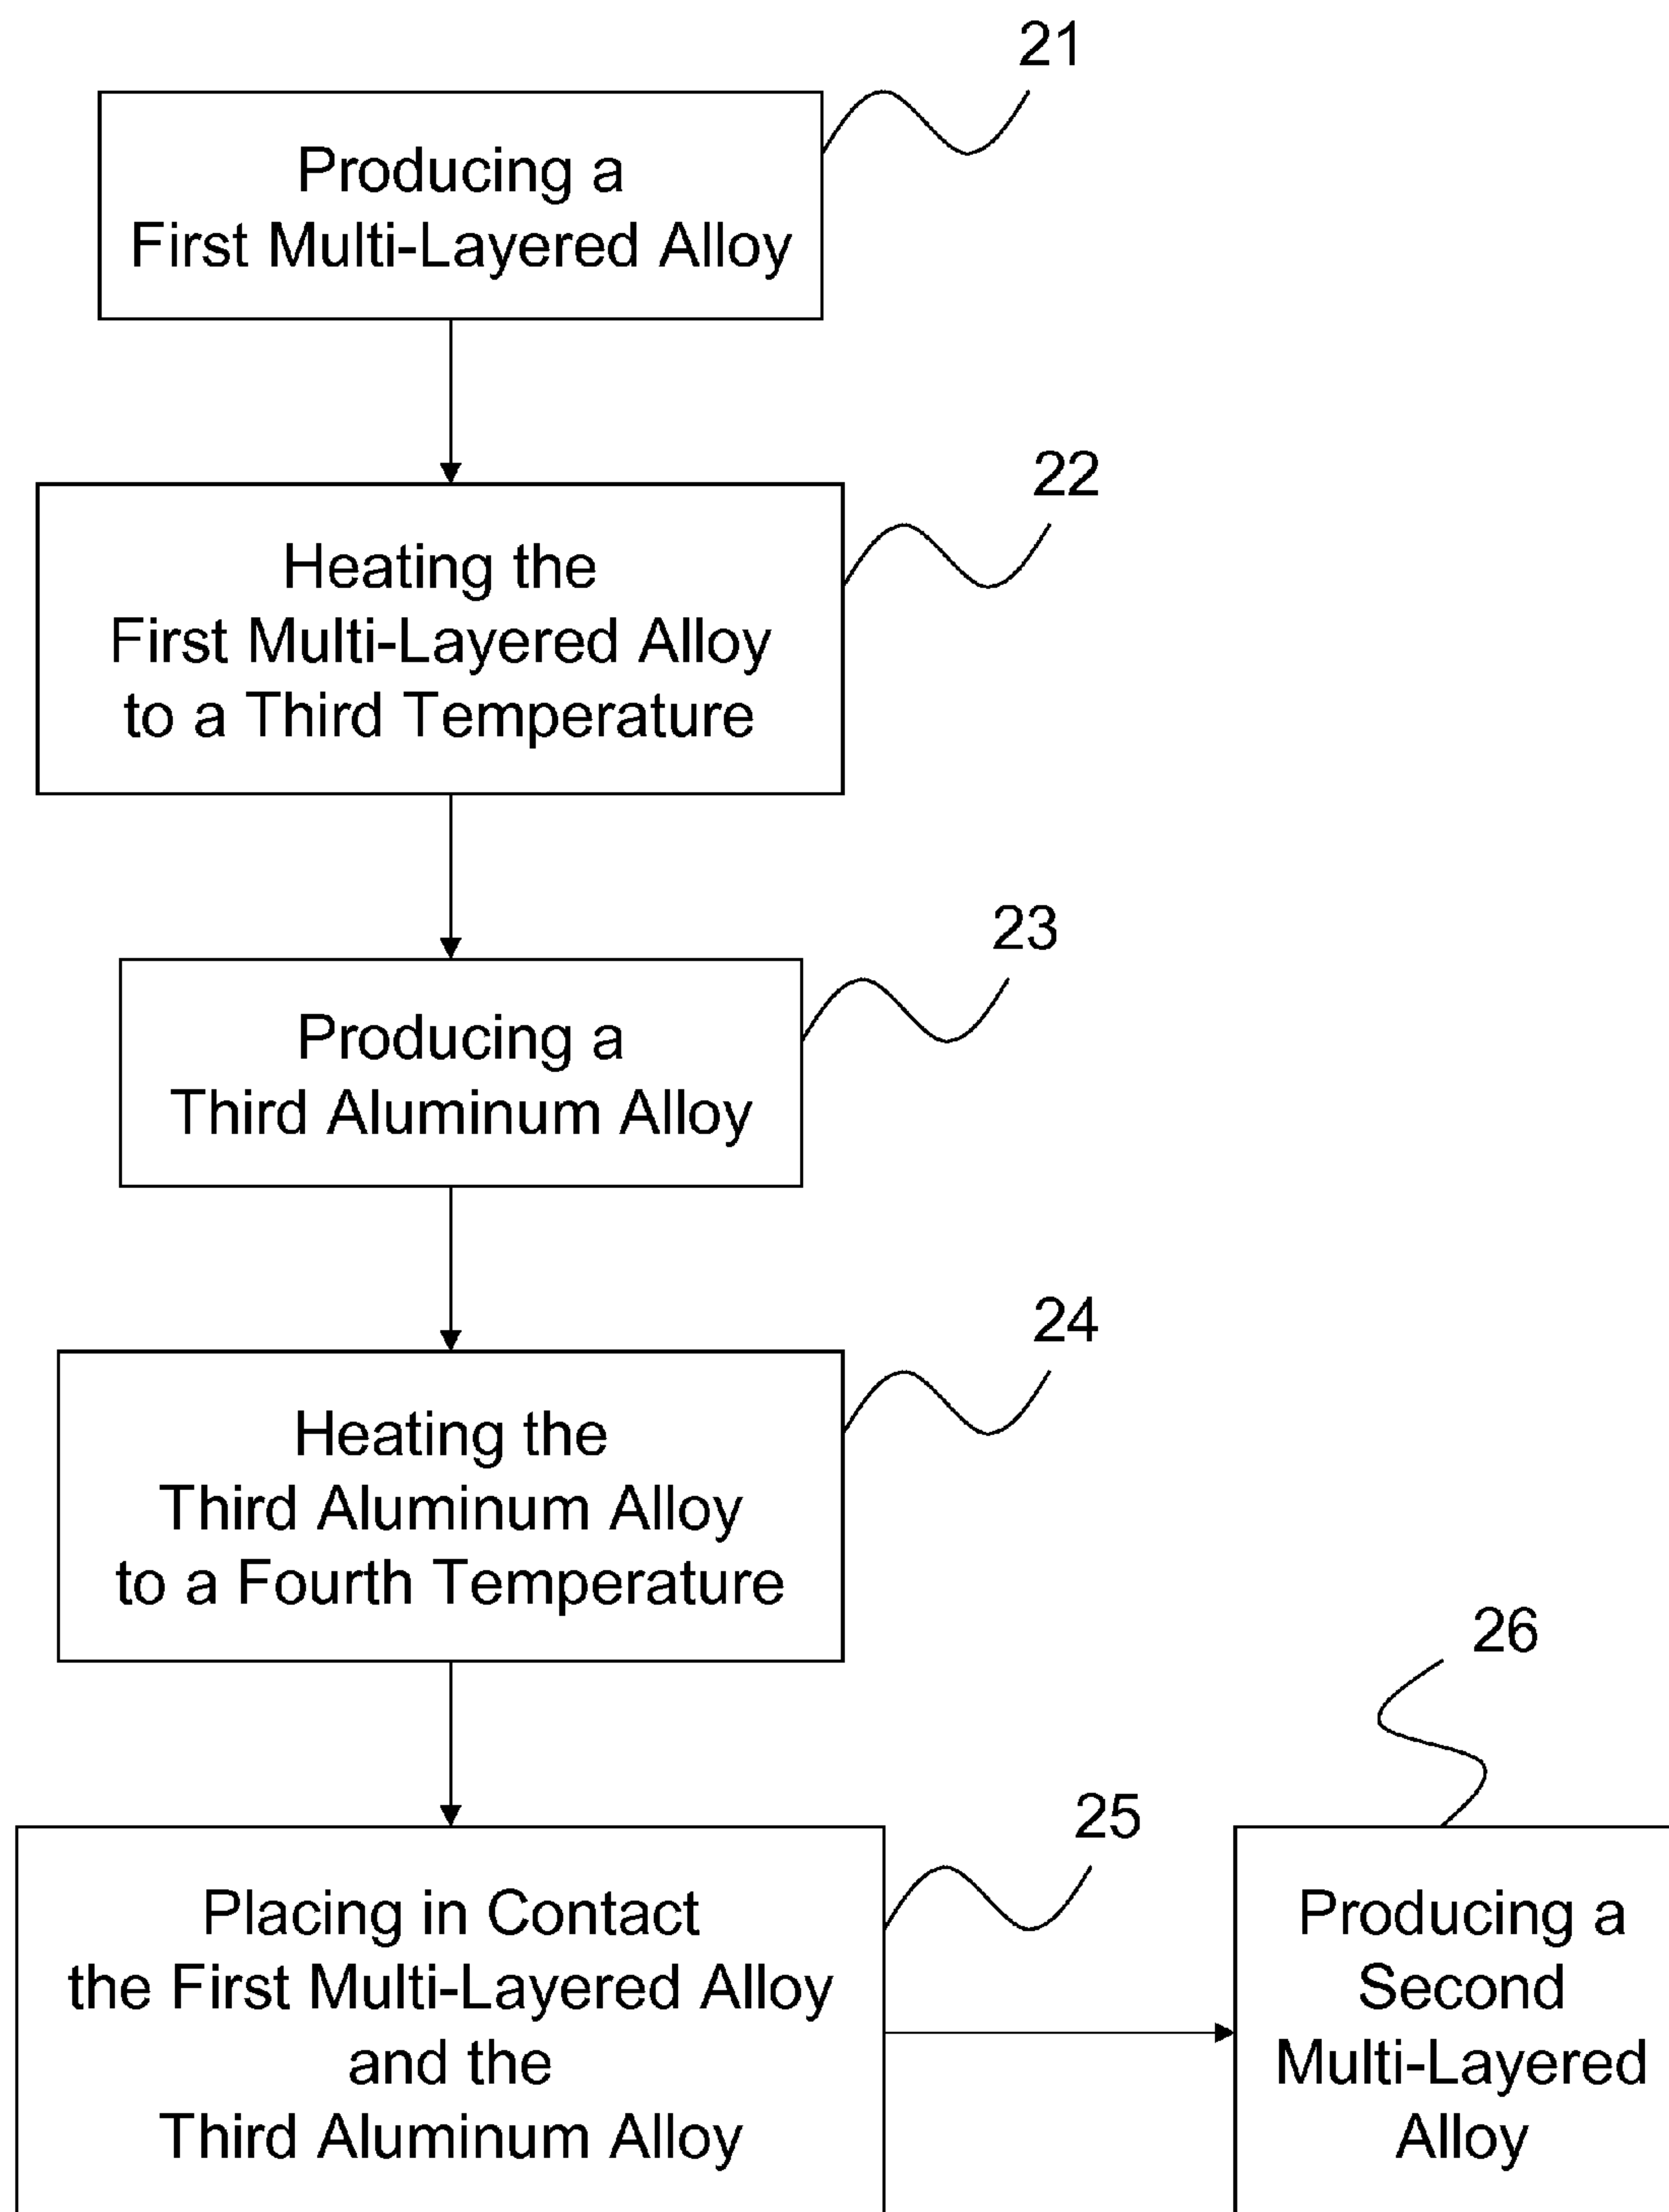 21
Producing a
First Multi-Layered Alloy
22
Heating the
First Multi-Layered Alloy
to a Third Temperature
23
Producing a
Third Aluminum Alloy
24
Heating the
Third Aluminum Alloy
to a Fourth Temperature
25
Placing in Contact
the First Multi-Layered Alloy
and the
Third Aluminum Alloy
26
Producing a
Second
Multi-Layered
Alloy